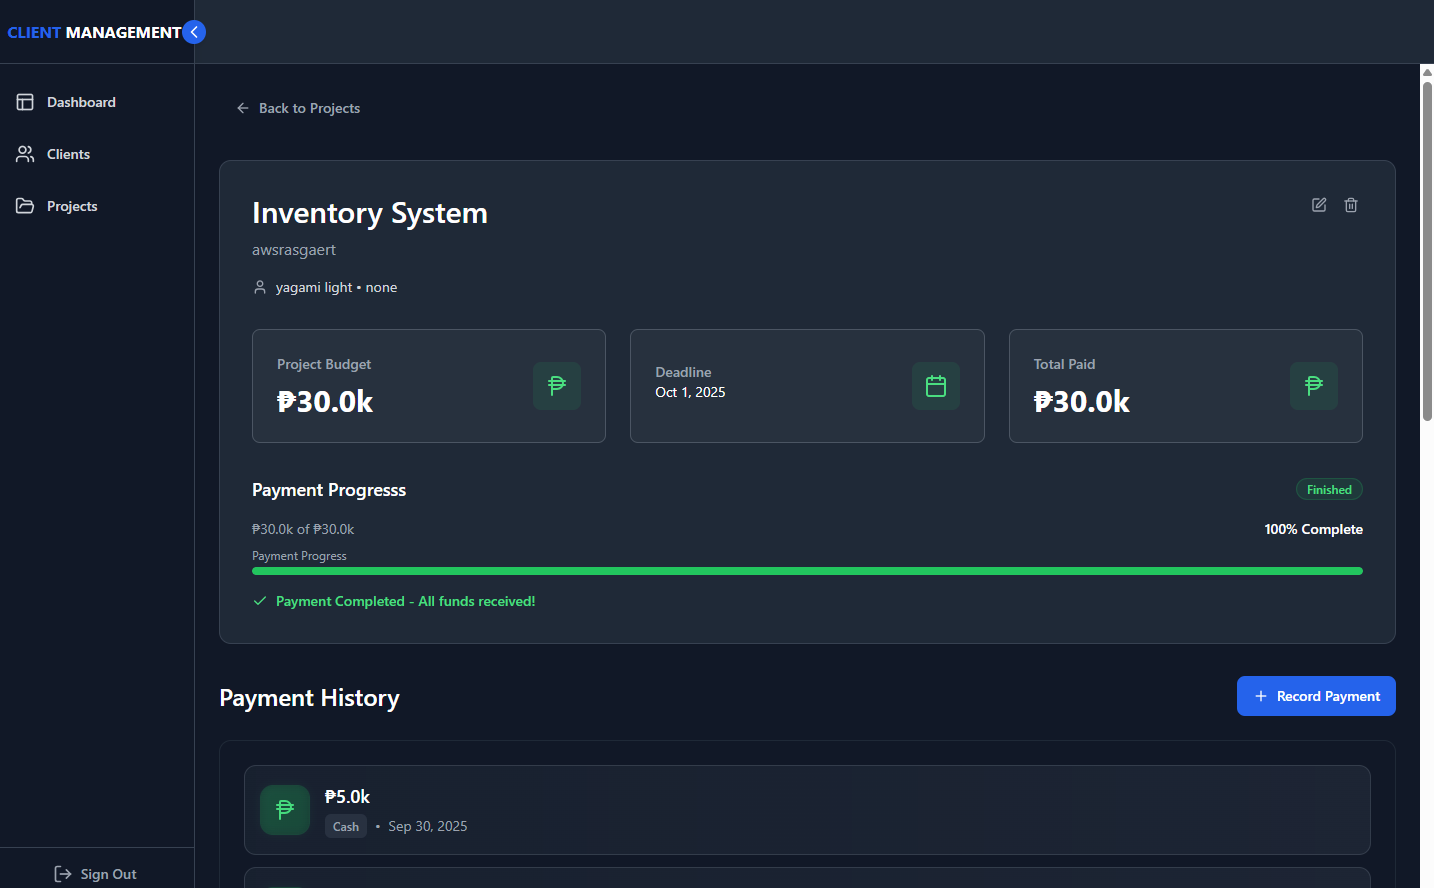 CLIENT MANAGEMENT
Dashboard
Clients
Projects
Sign Out
Back to Projects
Inventory System
awsrasgaert
yagami light • none
Project Budget
₱30.0k
Deadline
Oct 1, 2025
Total Paid
₱30.0k
Payment Progresss
Finished
₱30.0k of ₱30.0k
100% Complete
Payment Progress
Payment Completed - All funds received!
Payment History
Record Payment
₱5.0k
Cash • Sep 30, 2025